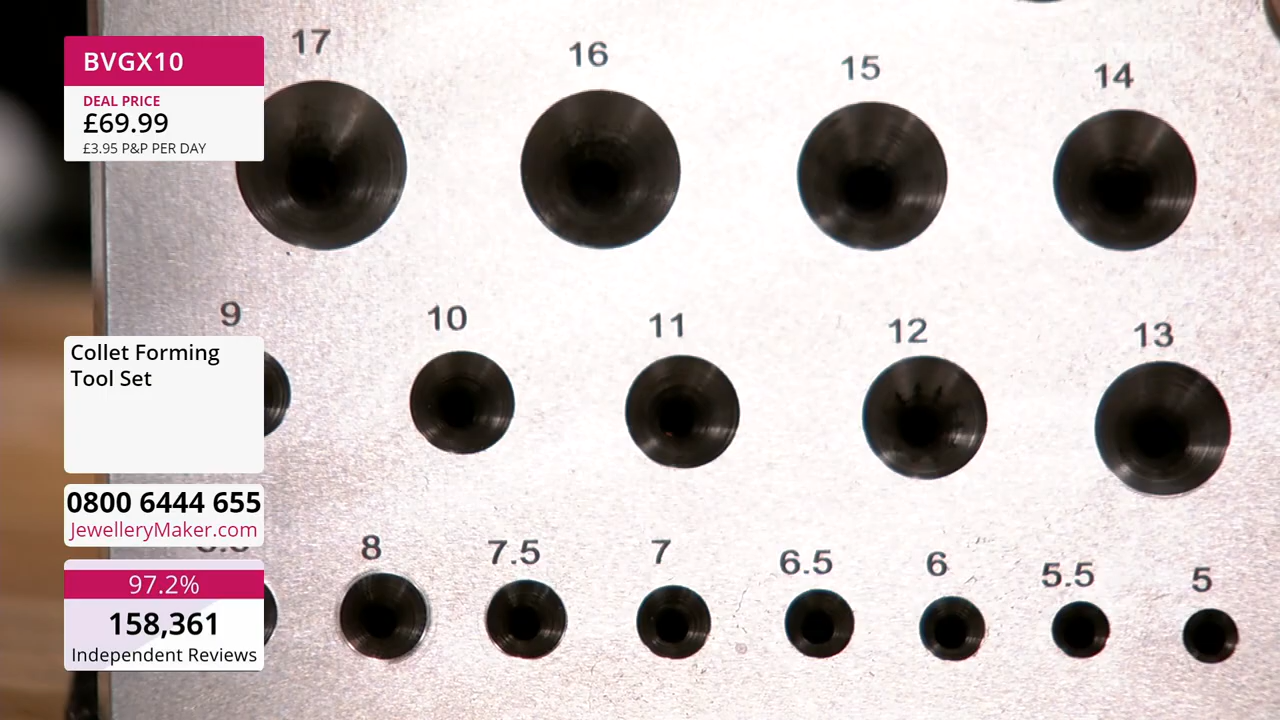 BVGX10
DEAL PRICE
£69.99
£3.95 P&P PER DAY
Collet Forming
Tool Set
0800 6444 655
JewelleryMaker.com
97.2%
158,361
Independent Reviews
17 16 15 14
9 10 11 12 13
8 7.5 7 6.5 6 5.5 5